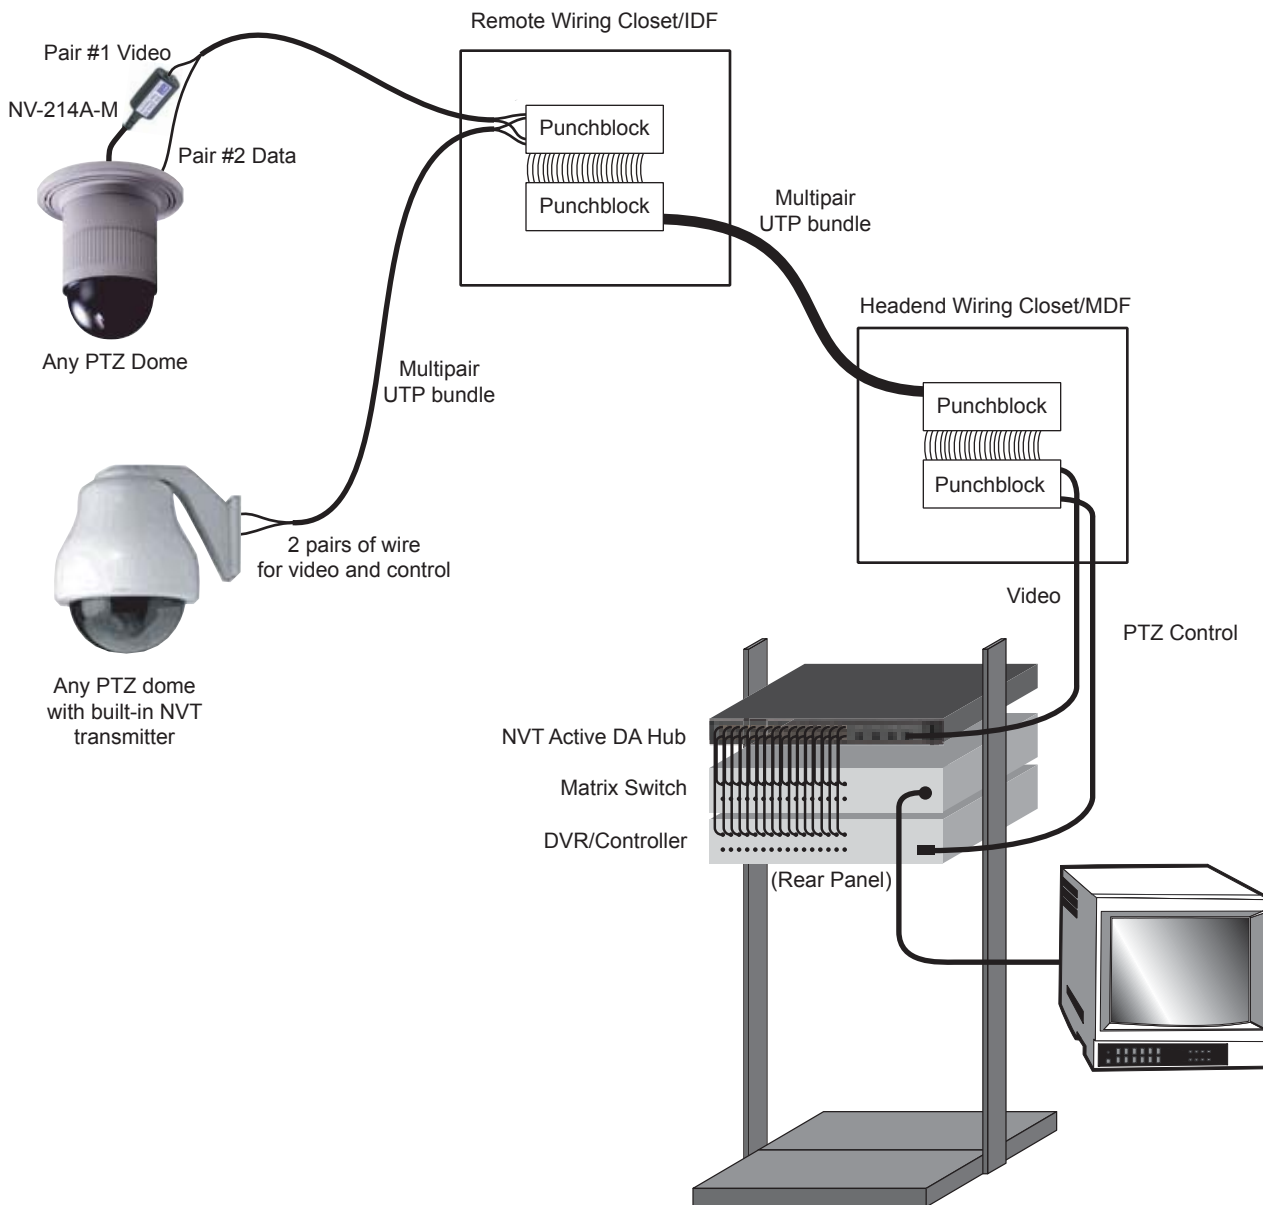 Remote Wiring Closet/IDF
Pair #1 Video
NV-214A-M
Pair #2 Data
Punchblock
Punchblock
Any PTZ Dome
Multipair
UTP bundle
Multipair
UTP bundle
Headend Wiring Closet/MDF
Punchblock
Punchblock
2 pairs of wire
for video and control
Any PTZ dome
with built-in NVT
transmitter
Video
PTZ Control
NVT Active DA Hub
Matrix Switch
DVR/Controller
(Rear Panel)